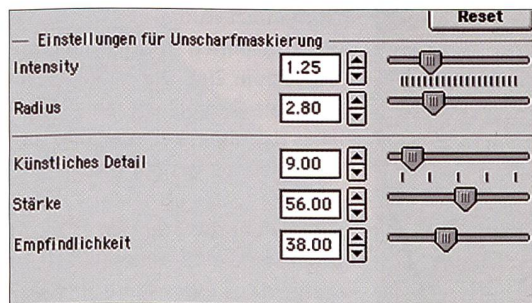 Reset
Einstellungen für Unscharfmaskierung
Intensity 1.25
Radius 2.80
Künstliches Detail 9.00
Stärke 56.00
Empfindlichkeit 38.00